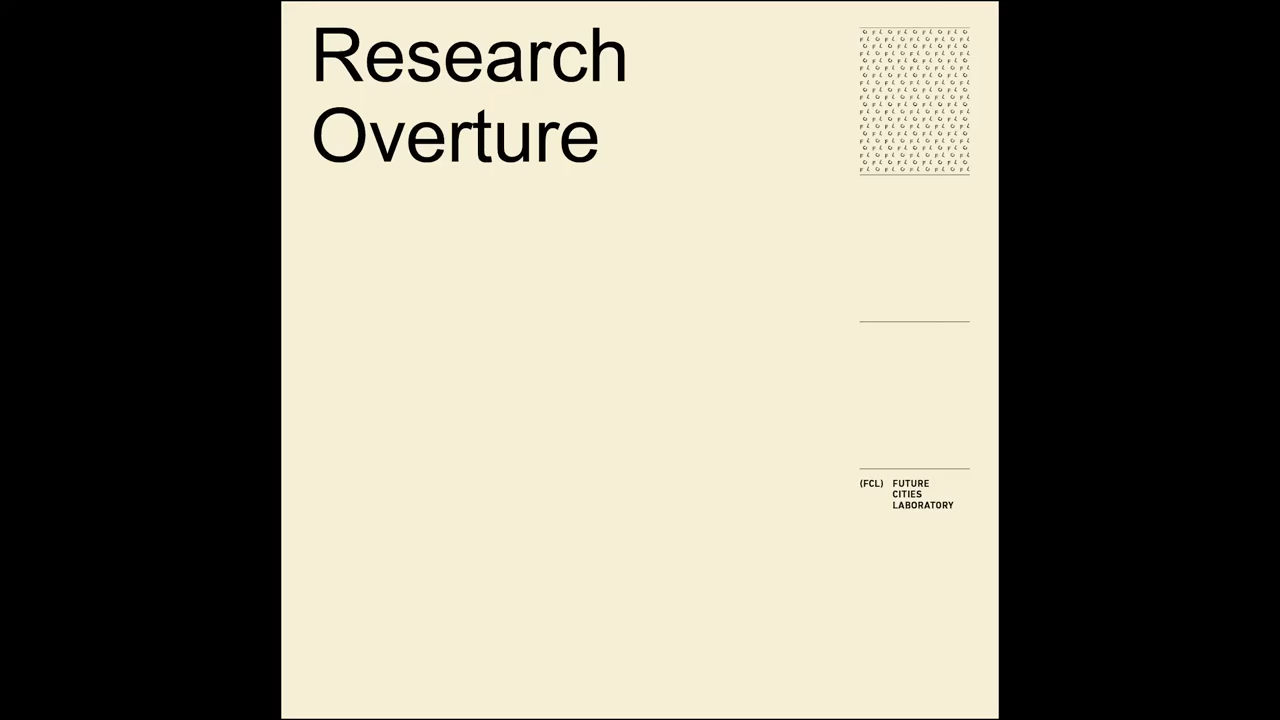 Research
Overture
(FCL) FUTURE
CITIES
LABORATORY